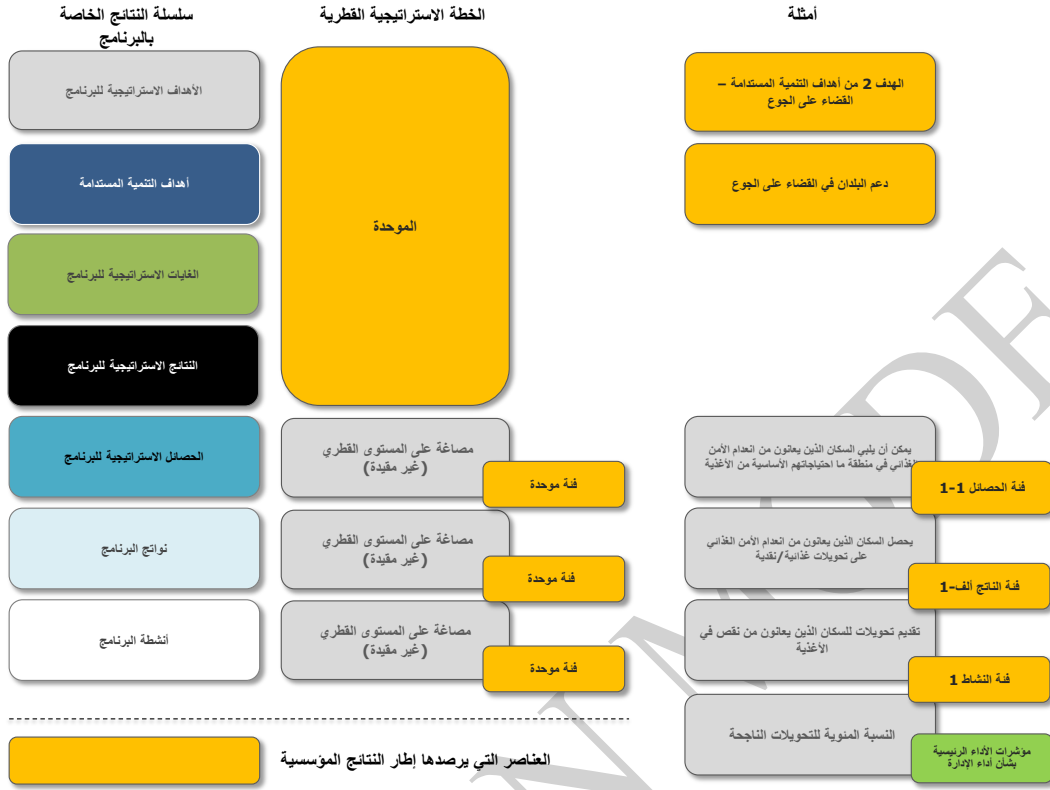 سلسلة النتائج الخاصة
بالبرنامج
الخطة الاستراتيجية القطرية
أمثلة
الأهداف الاستراتيجية للبرنامج
أهداف التنمية المستدامة
الغايات الاستراتيجية للبرنامج
النتائج الاستراتيجية للبرنامج
الحصائل الاستراتيجية للبرنامج
نواتج البرنامج
أنشطة البرنامج
الموحدة
مصاغة على المستوى القطري
(غير مقيدة)
فئة موحدة
مصاغة على المستوى القطري
(غير مقيدة)
فئة موحدة
مصاغة على المستوى القطري
(غير مقيدة)
فئة موحدة
الهدف 2 من أهداف التنمية المستدامة –
القضاء على الجوع
دعم البلدان في القضاء على الجوع
يمكن أن يلبي السكان الذين يعانون من انعدام الأمن
الغذائي في منطقة ما احتياجاتهم الأساسية من الأغذية
فئة الحصائل 1-1
يحصل السكان الذين يعانون من انعدام الأمن الغذائي
على تحويلات غذائية/نقدية
فئة الناتج ألف-1
تقديم تحويلات للسكان الذين يعانون من نقص في
الأغذية
فئة النشاط 1
النسبة المئوية للتحويلات الناجحة
مؤشرات الأداء الرئيسية
بشأن أداء الإدارة
العناصر التي يرصدها إطار النتائج المؤسسية